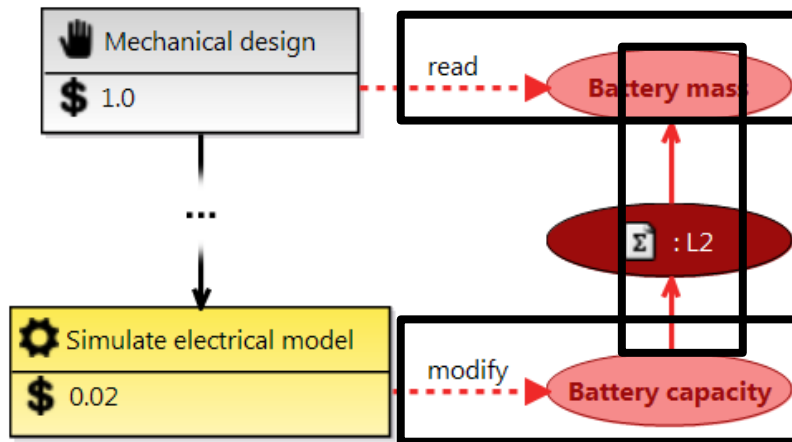 Mechanical design
$ 1.0
read
Battery mass
...
Σ : L2
Simulate electrical model
$ 0.02
modify
Battery capacity